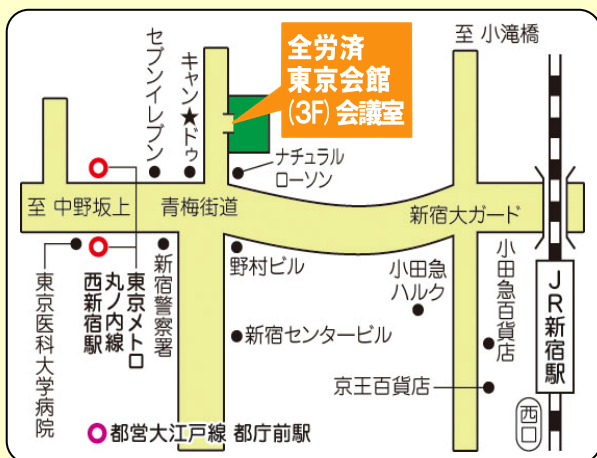 全労済
東京会館
(3F) 会議室
至 小滝橋
セブンイレブン
キャン★ドゥ
ナチュラル
ローソン
至 中野坂上
青梅街道
新宿大ガード
東京医科大学病院
東京メトロ
丸ノ内線
西新宿駅
新宿警察署
野村ビル
小田急
ハルク
小田急百貨店
JR新宿駅
新宿センタービル
京王百貨店
西口
都営大江戸線 都庁前駅